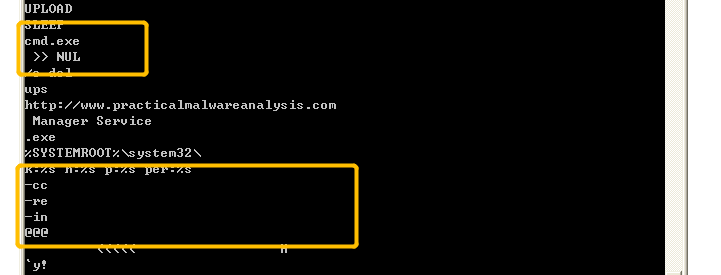 UPLOAD
SLEEP
cmd.exe
>> NUL
/c del
ups
http://www.practicalmalwareanalysis.com
Manager Service
.exe
%SYSTEMROOT%\system32\
k:%s h:%s p:%s per:%s
-cc
-re
-in
@@@
<<<<< H
`y!